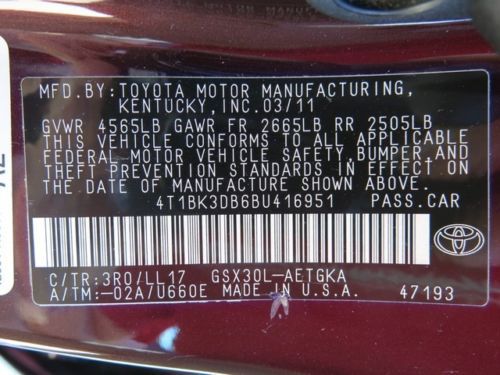 MFD.BY:TOYOTA MOTOR MANUFACTURING,
KENTUCKY,INC.03/11
GVWR 4565LB GAWR FR 2665LB RR 2505LB
THIS VEHICLE CONFORMS TO ALL APPLICABLE
FEDERAL MOTOR VEHICLE SAFETY,BUMPER,AND
THEFT PREVENTION STANDARDS IN EFFECT ON
THE DATE OF MANUFACTURE SHOWN ABOVE.
4T1BK3DB6BU416951 PASS.CAR
C/TR:3R0/LL17 GSX30L-AETGKA
A/TM:-02A/U660E MADE IN U.S.A. 47193